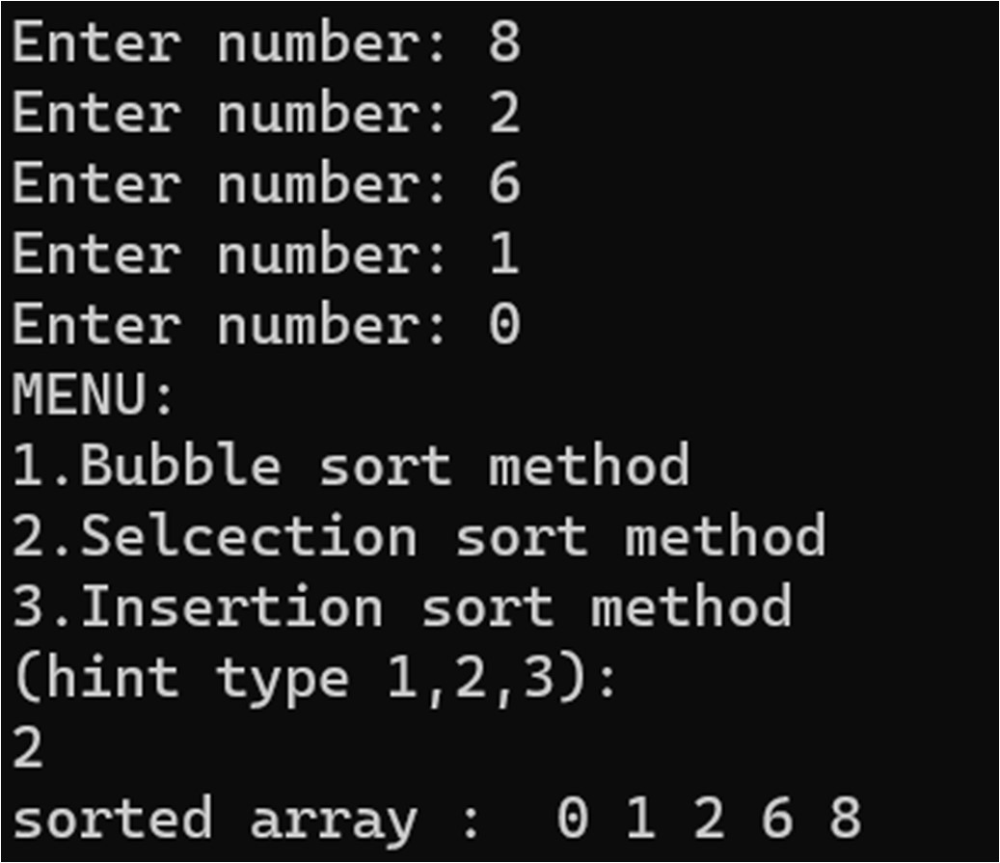 Enter number: 8
Enter number: 2
Enter number: 6
Enter number: 1
Enter number: 0
MENU:
1.Bubble sort method
2.Selcection sort method
3.Insertion sort method
(hint type 1,2,3):
2
sorted array :  0 1 2 6 8